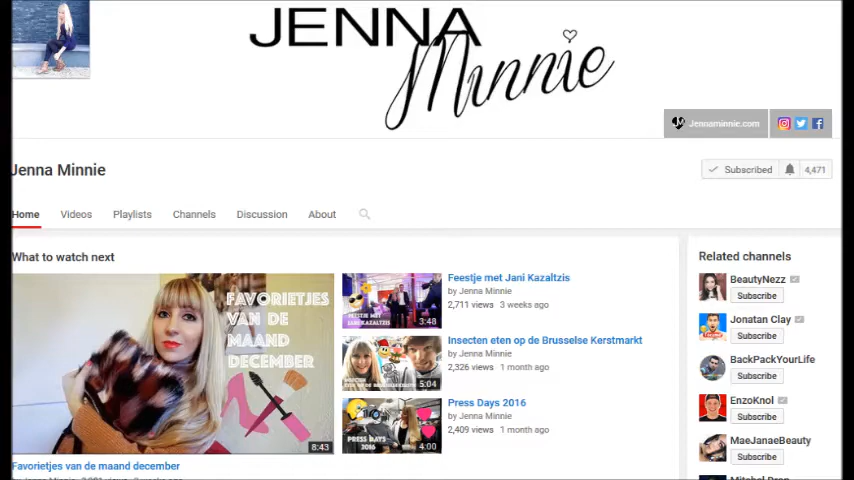 JENNA
Minnie
Jennaminnie.com
Jenna Minnie
Subscribed 4,471
Home Videos Playlists Channels Discussion About
What to watch next
FAVORIETJES
VAN DE
MAAND
DECEMBER
8:43
Favorietjes van de maand december
FEESTJE MET
JANI KAZALTZIS
3:48
Feestje met Jani Kazaltzis
by Jenna Minnie
2,711 views 3 weeks ago
5:04
Insecten eten op de Brusselse Kerstmarkt
by Jenna Minnie
2,326 views 1 month ago
PRESS DAYS
2016
4:00
Press Days 2016
by Jenna Minnie
2,409 views 1 month ago
Related channels
BeautyNezz
Subscribe
Jonatan Clay
Subscribe
BackPackYourLife
Subscribe
EnzoKnol
Subscribe
MaeJanaeBeauty
Subscribe